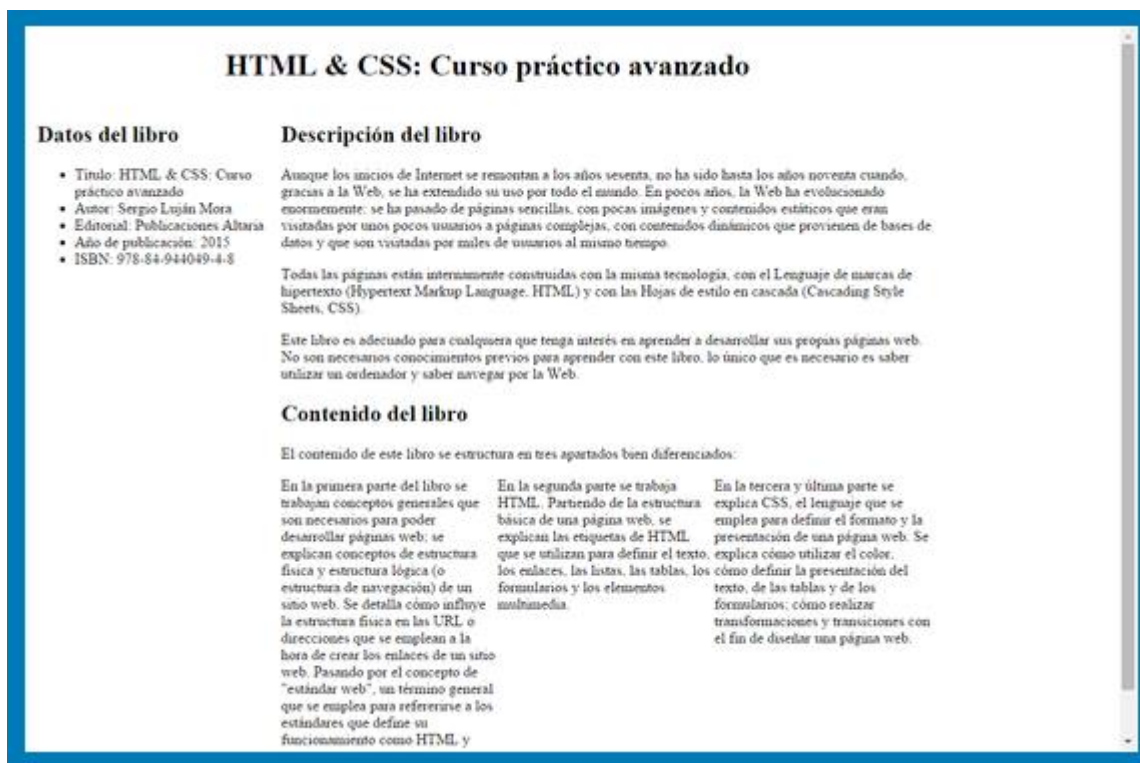 HTML & CSS: Curso práctico avanzado
Datos del libro
Título: HTML & CSS: Curso
práctico avanzado
Autor: Sergio Luján Mora
Editorial: Publicaciones Altaria
Año de publicación: 2015
ISBN: 978-84-944049-4-8
Descripción del libro
Aunque los inicios de Internet se remontan a los años sesenta, no ha sido hasta los años noventa cuando,
gracias a la Web, se ha extendido su uso por todo el mundo. En pocos años, la Web ha evolucionado
enormemente: se ha pasado de páginas sencillas, con pocas imágenes y contenidos estáticos que eran
visitadas por unos pocos usuarios a páginas complejas, con contenidos dinámicos que provienen de bases de
datos y que son visitadas por miles de usuarios al mismo tiempo.
Todas las páginas están internamente construidas con la misma tecnología, con el Lenguaje de marcas de
hipertexto (Hypertext Markup Language, HTML) y con las Hojas de estilo en cascada (Cascading Style
Sheets, CSS).
Este libro es adecuado para cualquiera que tenga interés en aprender a desarrollar sus propias páginas web.
No son necesarios conocimientos previos para aprender con este libro, lo único que es necesario es saber
utilizar un ordenador y saber navegar por la Web.
Contenido del libro
El contenido de este libro se estructura en tres apartados bien diferenciados:
En la primera parte del libro se
trabajan conceptos generales que
son necesarios para poder
desarrollar páginas web: se
explican conceptos de estructura
física y estructura lógica (o
estructura de navegación) de un
sitio web. Se detalla cómo influye
la estructura física en las URL o
direcciones que se emplean a la
hora de crear los enlaces de un sitio
web. Pasando por el concepto de
"estándar web", un término general
que se emplea para refererirse a los
estándares que define su
funcionamiento como HTML y
En la segunda parte se trabaja
HTML. Partiendo de la estructura
básica de una página web, se
explican las etiquetas de HTML
que se utilizan para definir el texto,
los enlaces, las listas, las tablas, los
formularios y los elementos
multimedia.
En la tercera y última parte se
explica CSS, el lenguaje que se
emplea para definir el formato y la
presentación de una página web. Se
explica cómo utilizar el color,
cómo definir la presentación del
texto, de las tablas y de los
formularios; cómo realizar
transformaciones y transiciones con
el fin de diseñar una página web.